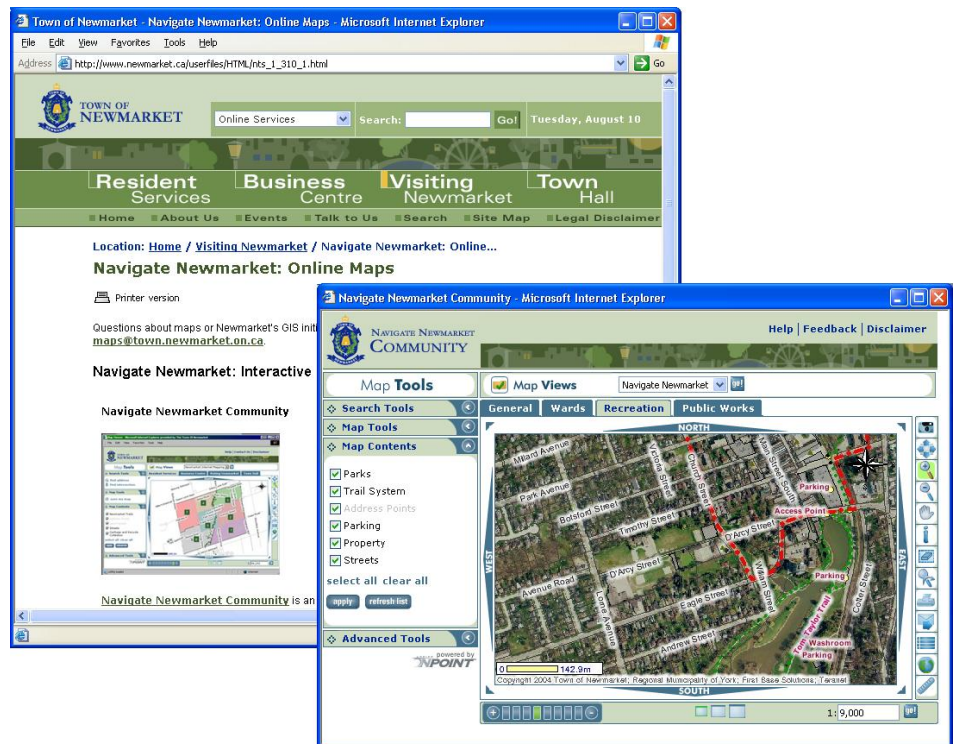 Town of Newmarket - Navigate Newmarket: Online Maps - Microsoft Internet Explorer
File Edit View Favorites Tools Help
Address http://www.newmarket.ca/userfiles/HTML/nts_1_310_1.html Go
TOWN OF
NEWMARKET
Online Services Search: Go! Tuesday, August 10
Resident Services
Business Centre
Visiting Newmarket
Town Hall
Home About Us Events Talk to Us Search Site Map Legal Disclaimer
Location: Home / Visiting Newmarket / Navigate Newmarket: Online...
Navigate Newmarket: Online Maps
Printer version
Questions about maps or Newmarket's GIS initi
maps@town.newmarket.on.ca.
Navigate Newmarket: Interactive
Navigate Newmarket Community
Navigate Newmarket Community is an
Navigate Newmarket Community - Microsoft Internet Explorer
NAVIGATE NEWMARKET
COMMUNITY
Help | Feedback | Disclaimer
Map Tools
Map Views Navigate Newmarket go!
Search Tools
Map Tools
Map Contents
Parks
Trail System
Address Points
Parking
Property
Streets
select all clear all
apply refresh list
Advanced Tools
powered by
INPOINT
General Wards Recreation Public Works
NORTH
WEST
EAST
SOUTH
Millard Avenue
Park Avenue
Victoria Street
Church Street
Main Street South
Parking
Botsford Street
Timothy Street
Access Point
D'Arcy Street
D'Arcy Street
William Street
Parking
Avenue Road
Lorne Avenue
Eagle Street
Andrew Street
Cotter Street
Tom Taylor Trail
Washroom
Parking
0 142.9m
Copyright 2004 Town of Newmarket; Regional Municipality of York; First Base Solutions; Teranet
1: 9,000 go!